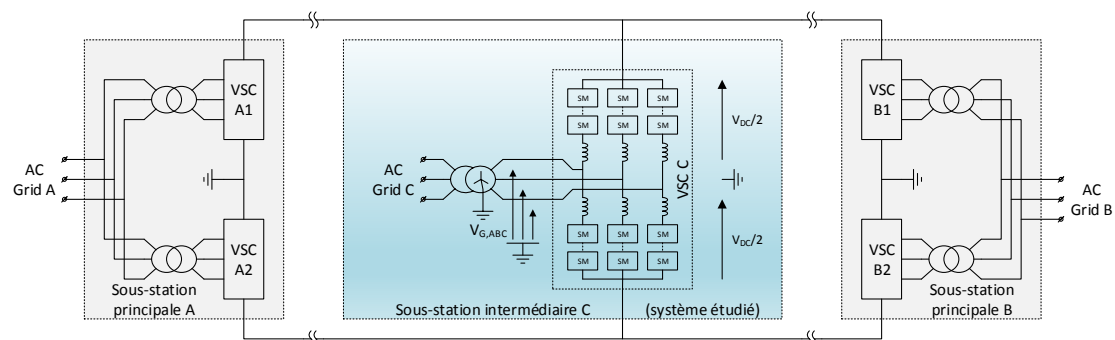 VSC
A1
AC
Grid A
VSC
A2
Sous-station
principale A
SM SM SM
SM SM SM
V_DC/2
AC
Grid C
VSC C
V_G,ABC
SM SM SM
SM SM SM
V_DC/2
Sous-station intermédiaire C (système étudié)
VSC
B1
AC
Grid B
VSC
B2
Sous-station
principale B